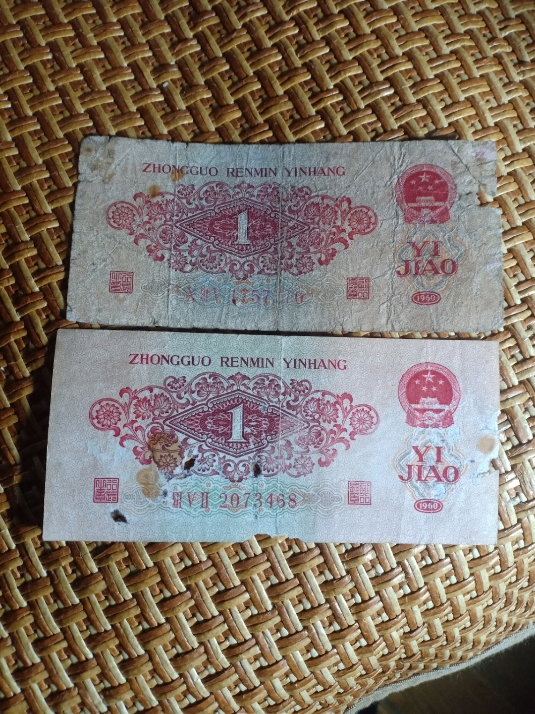 ZHONGGUO RENMIN YINHANG
1
YI
JIAO
1960
ZHONGGUO RENMIN YINHANG
1
YI
JIAO
2073468
1960